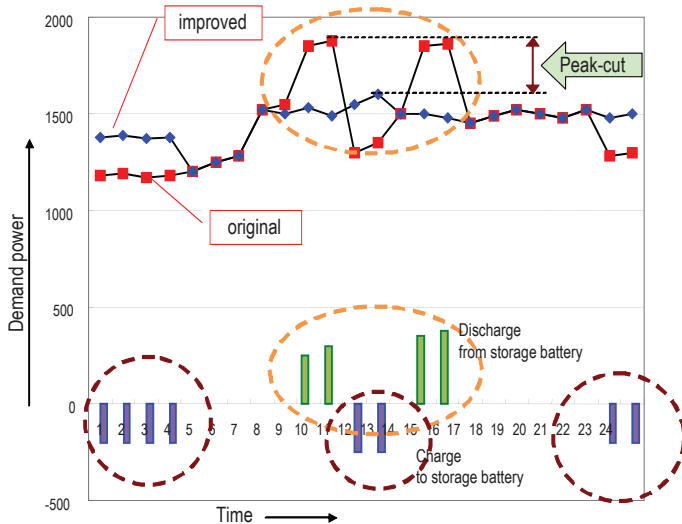 improved
2000
1500
1000
500
0
-500
Peak-cut
original
Demand power
Discharge
from storage battery
1 2 3 4 5 6 7 8 9 10 11 12 13 14 15 16 17 18 19 20 21 22 23 24
Charge
to storage battery
Time